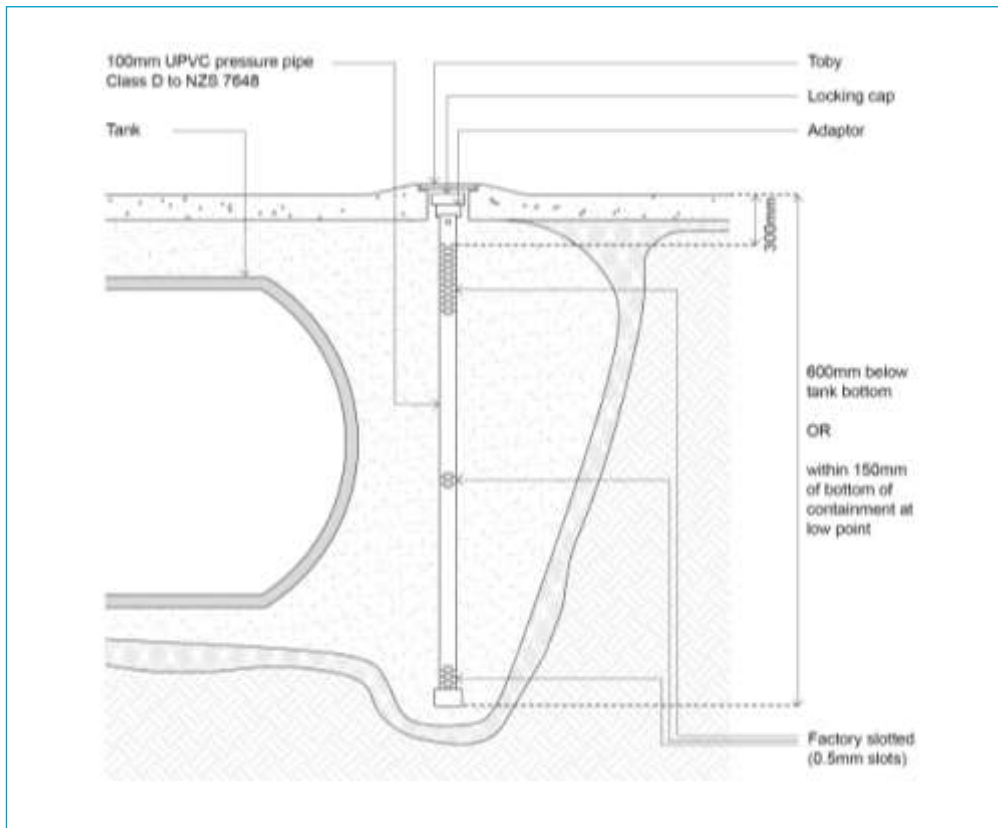 100mm UPVC pressure pipe
Class D to NZS 7648
Tank
Toby
Locking cap
Adaptor
300mm
600mm below
tank bottom
OR
within 150mm
of bottom of
containment at
low point
Factory slotted
(0.5mm slots)